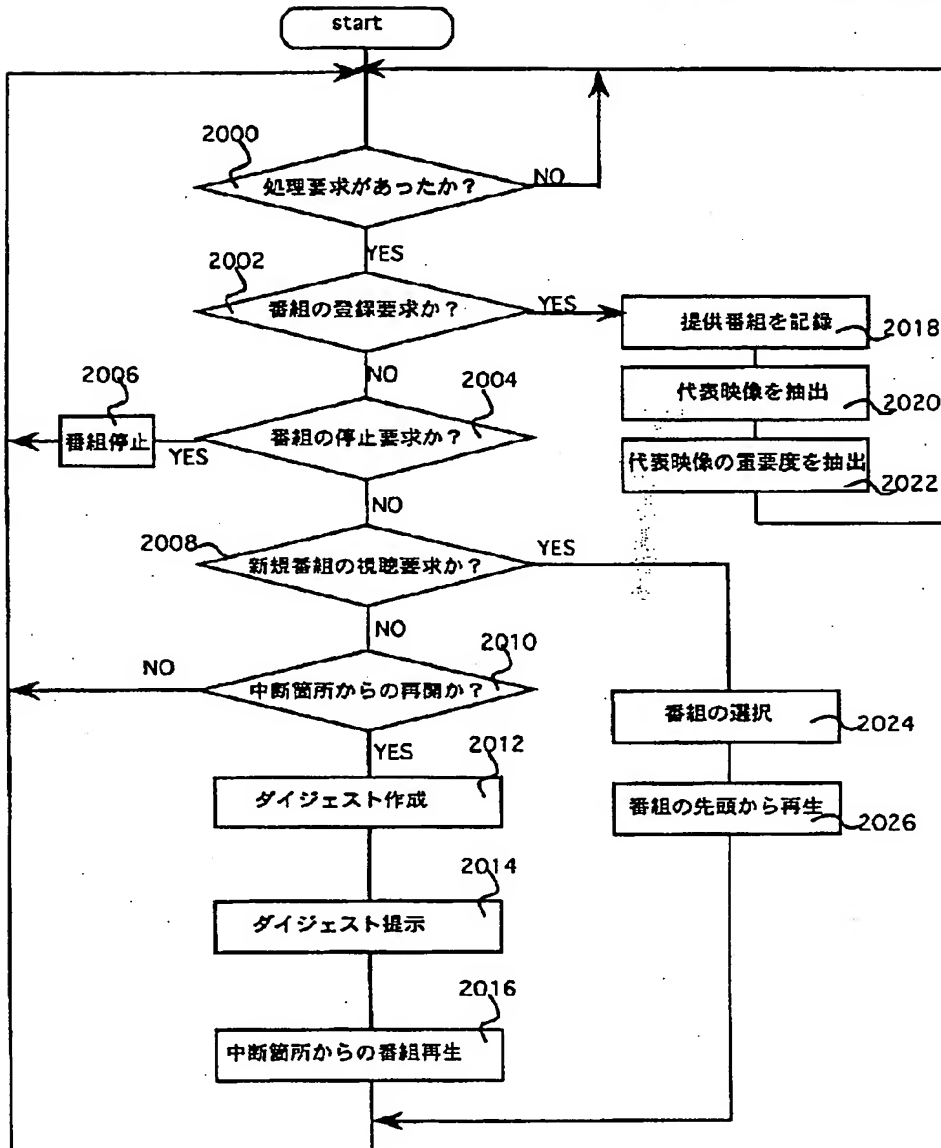 start
2000
処理要求があったか？
NO
YES
2002
番組の登録要求か？
YES
提供番組を記録
2018
NO
代表映像を抽出
2020
2006
2004
番組停止
YES
番組の停止要求か？
代表映像の重要度を抽出
2022
NO
2008
新規番組の視聴要求か？
YES
NO
2010
NO
中断箇所からの再開か？
番組の選択
2024
YES
2012
ダイジェスト作成
番組の先頭から再生
2026
2014
ダイジェスト提示
2016
中断箇所からの番組再生